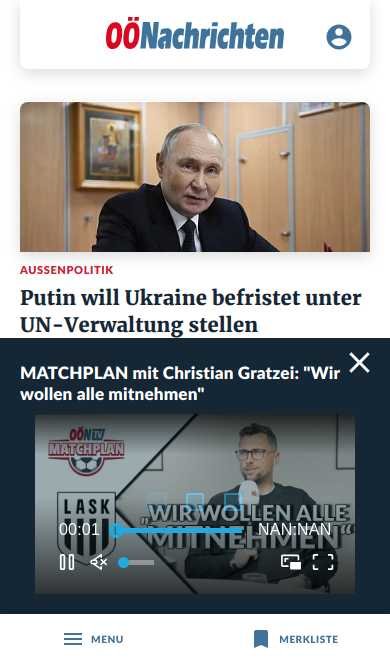 OÖNachrichten
AUSSENPOLITIK
Putin will Ukraine befristet unter
UN-Verwaltung stellen
MATCHPLAN mit Christian Gratzei: "Wir
wollen alle mitnehmen"
OÖN TV
MATCHPLAN
LASK
„WIR WOLLEN ALLE
MITNEHMEN"
00:01
NAN:NAN
MENU
MERKLISTE